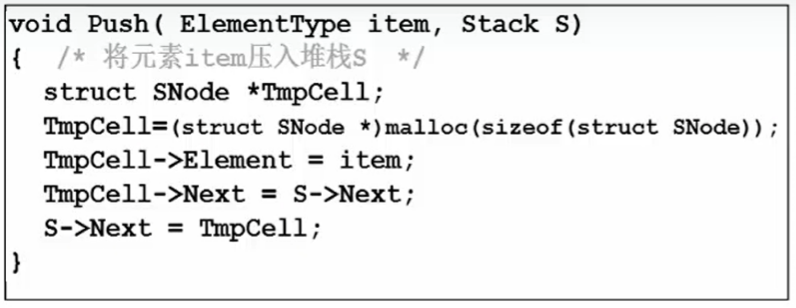 void Push( ElementType item, Stack S)
{  /* 将元素item压入堆栈S  */
struct SNode *TmpCell;
TmpCell=(struct SNode *)malloc(sizeof(struct SNode));
TmpCell->Element = item;
TmpCell->Next = S->Next;
S->Next = TmpCell;
}